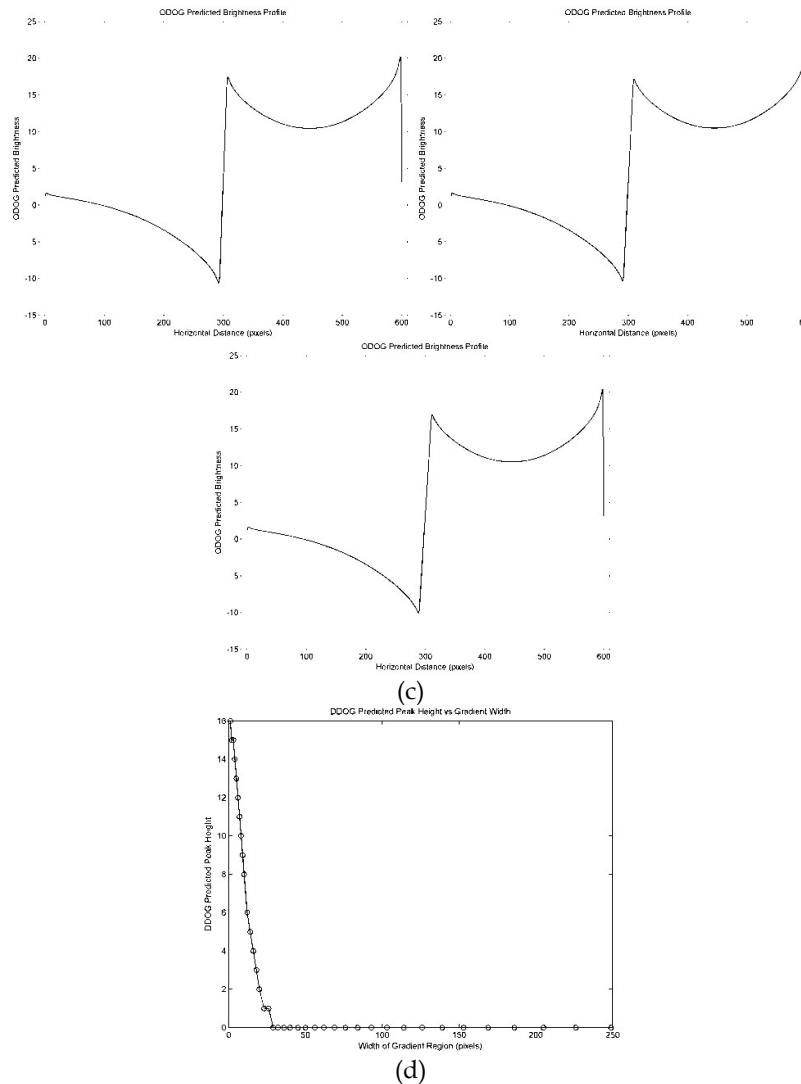 ODOG Predicted Brightness Profile
25
20
15
10
5
0
-5
-10
-15
ODOG Predicted Brightness
0 100 200 300 400 500 600
Horizontal Distance (pixels)
ODOG Predicted Brightness Profile
25
20
15
10
5
0
-5
-10
-15
ODOG Predicted Brightness
0 100 200 300 400 500
Horizontal Distance (pixels)
ODOG Predicted Brightness Profile
25
20
15
10
5
0
-5
-10
-15
ODOG Predicted Brightness
0 100 200 300 400 500 600
Horizontal Distance (pixels)
(c)
DDOG Predicted Peak Height vs Gradient Width
16
14
12
10
8
6
4
2
0
DDOG Predicted Peak Height
0 50 100 150 200 250
Width of Gradient Region (pixels)
(d)